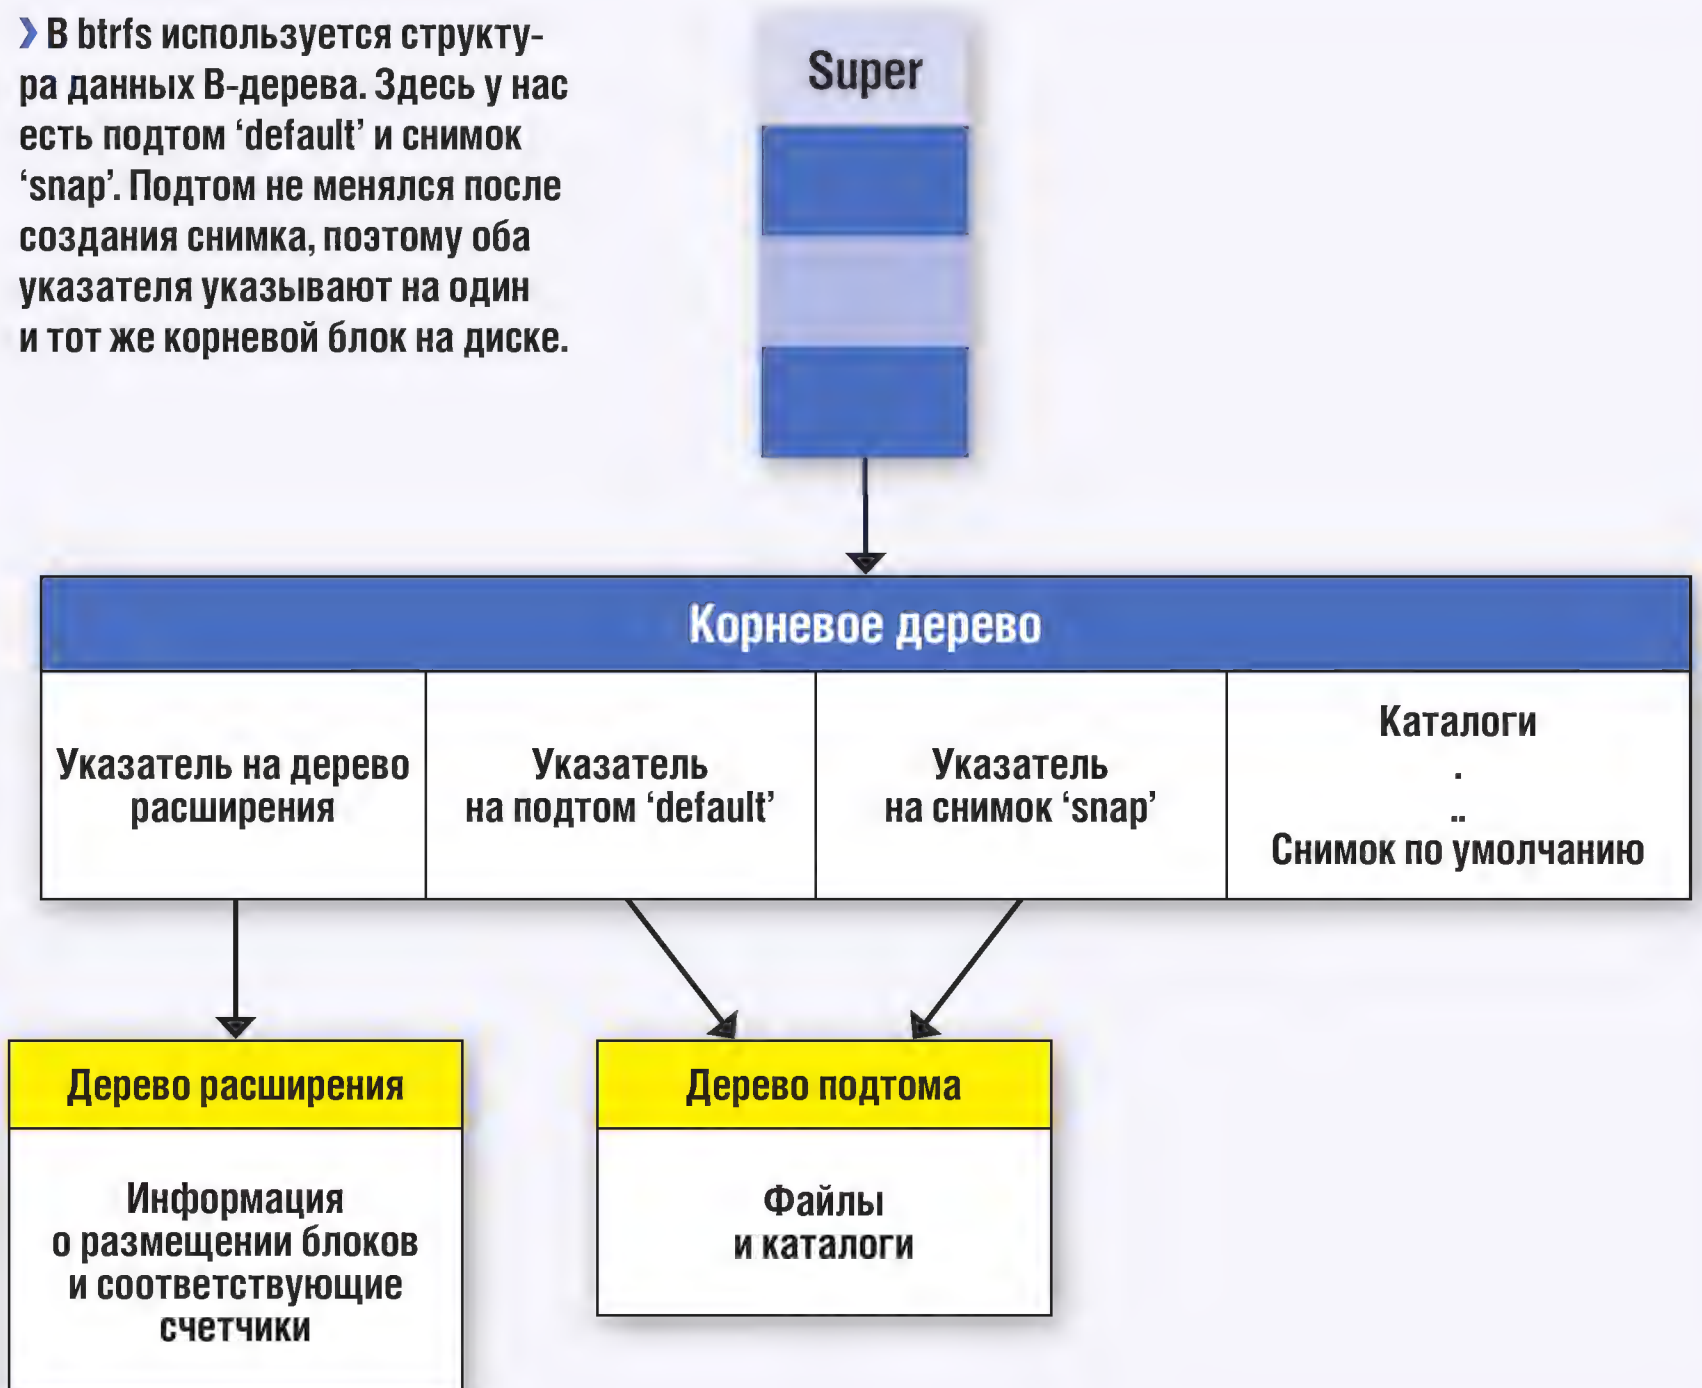 ❯ В btrfs используется структу-
ра данных B-дерева. Здесь у нас
есть подтом ‘default’ и снимок
‘snap’. Подтом не менялся после
создания снимка, поэтому оба
указателя указывают на один
и тот же корневой блок на диске.
Super
Корневое дерево
Указатель на дерево
расширения
Указатель
на подтом ‘default’
Указатель
на снимок ‘snap’
Каталоги
.
..
Снимок по умолчанию
Дерево расширения
Информация
о размещении блоков
и соответствующие
счетчики
Дерево подтома
Файлы
и каталоги